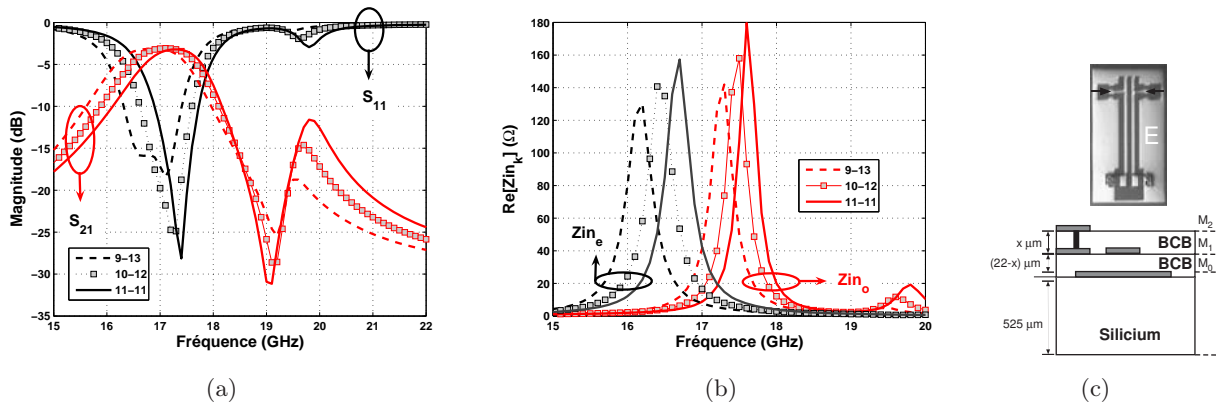 0
−5
−10
−15
−20
−25
−30
−35
15 16 17 18 19 20 21 22
Magnitude (dB)
Fréquence (GHz)
S11
S21
9−13
10−12
11−11
(a)
180
160
140
120
100
80
60
40
20
0
15 16 17 18 19 20
Re[Zink] (Ω)
Fréquence (GHz)
Zine
Zino
9−13
10−12
11−11
(b)
E
M2
x µm
BCB
M1
(22-x) µm
BCB
M0
525 µm
Silicium
(c)